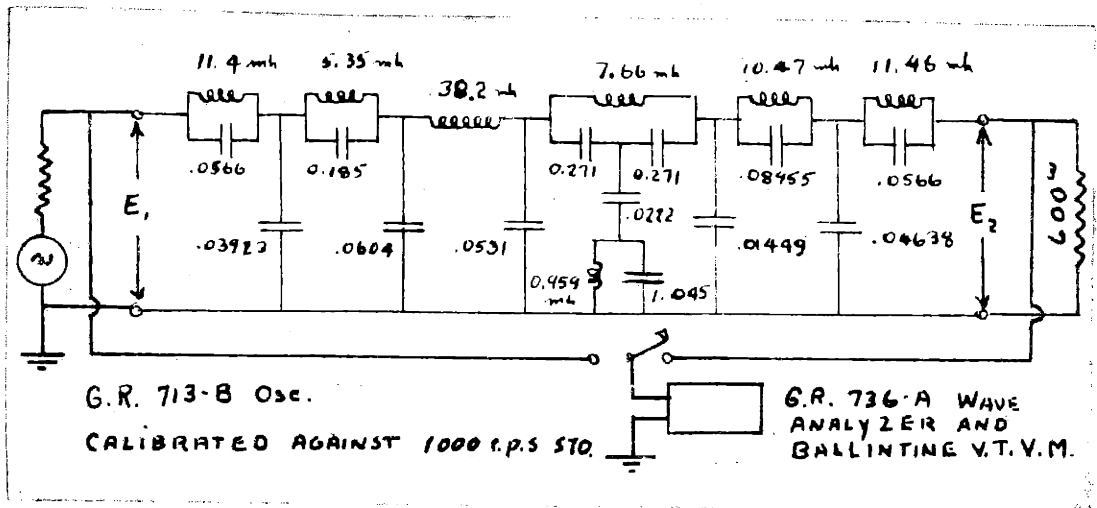 11.4 mh
5.35 mh
38.2 mh
7.66 mh
10.47 mh
11.46 mh
.0566
0.185
0.271
0.271
.08455
.0566
E1
.03923
.0604
.0531
.0222
.01449
.04638
E2
600ω
0.959
mh
1.045
G.R. 713-B Osc.
CALIBRATED AGAINST 1000 c.p.s STD.
G.R. 736-A WAVE
ANALYZER AND
BALLINTINE V.T.V.M.